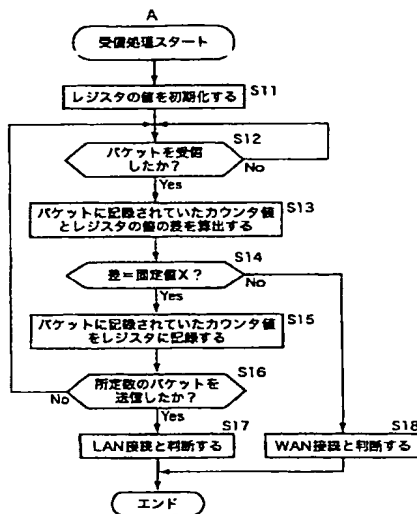 A
受信処理スタート
S11
レジスタの値を初期化する
S12
パケットを受信
したか？
No
Yes
S13
パケットに記録されていたカウンタ値
とレジスタの値の差を算出する
S14
差＝固定値X？
No
Yes
S15
パケットに記録されていたカウンタ値
をレジスタに記録する
S16
所定数のパケットを
送信したか？
No
Yes
S17
LAN接続と判断する
S18
WAN接続と判断する
エンド